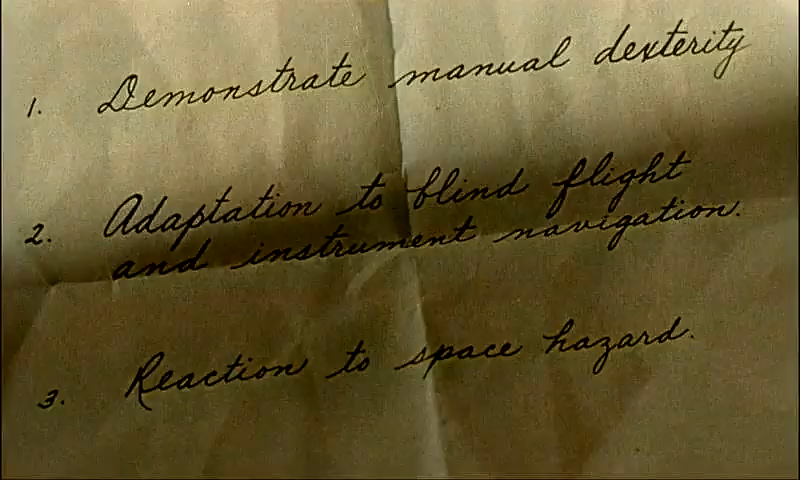 1. Demonstrate manual dexterity
2. Adaptation to blind flight
and instrument navigation.
3. Reaction to space hazard.